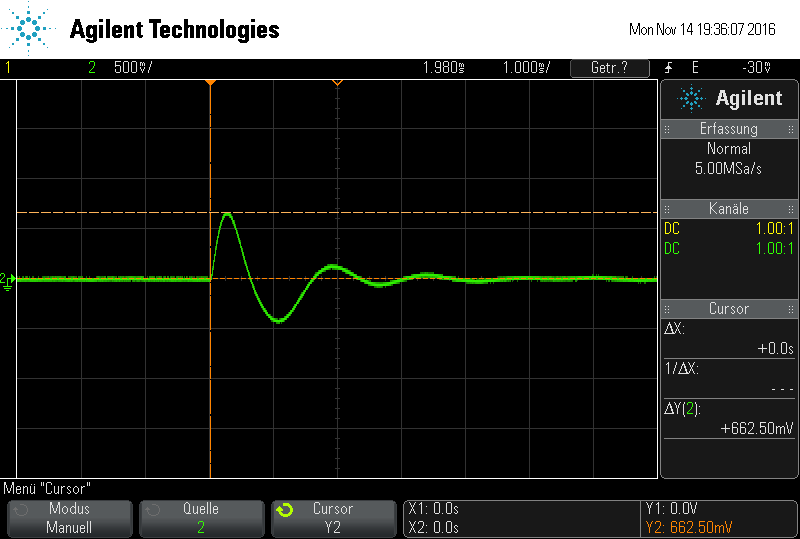 Agilent Technologies
Mon Nov 14 19:36:07 2016
1 2 500mV/ 1.980s 1.000s/ Getr.? E -30mV
Agilent
Erfassung
Normal
5.00MSa/s
Kanäle
DC 1.00:1
DC 1.00:1
Cursor
ΔX:
+0.0s
1/ΔX:
- - -
ΔY(2):
+662.50mV
2
Menü "Cursor"
Modus
Manuell
Quelle
2
Cursor
Y2
X1: 0.0s
X2: 0.0s
Y1: 0.0V
Y2: 662.50mV